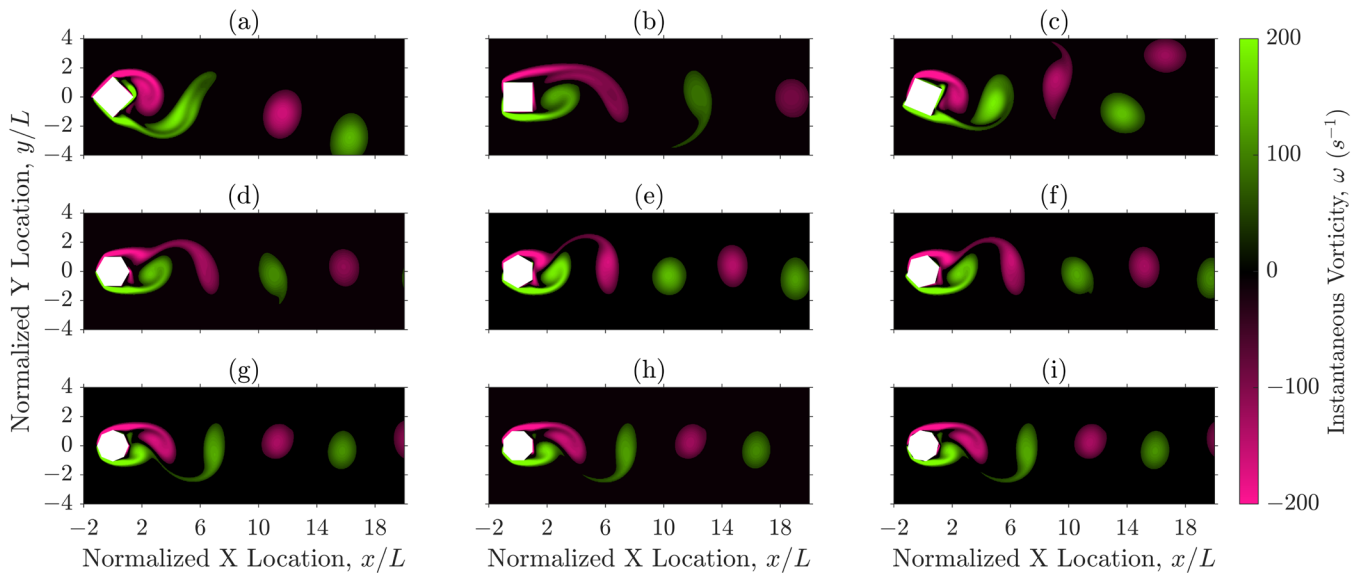 (a) (b) (c)
4 2 0 −2 −4
(d) (e) (f)
4 2 0 −2 −4
(g) (h) (i)
4 2 0 −2 −4
−2 2 6 10 14 18 −2 2 6 10 14 18 −2 2 6 10 14 18
Normalized X Location, x/L Normalized X Location, x/L Normalized X Location, x/L
Normalized Y Location, y/L
200
100
0
−100
−200
Instantaneous Vorticity, ω (s⁻¹)